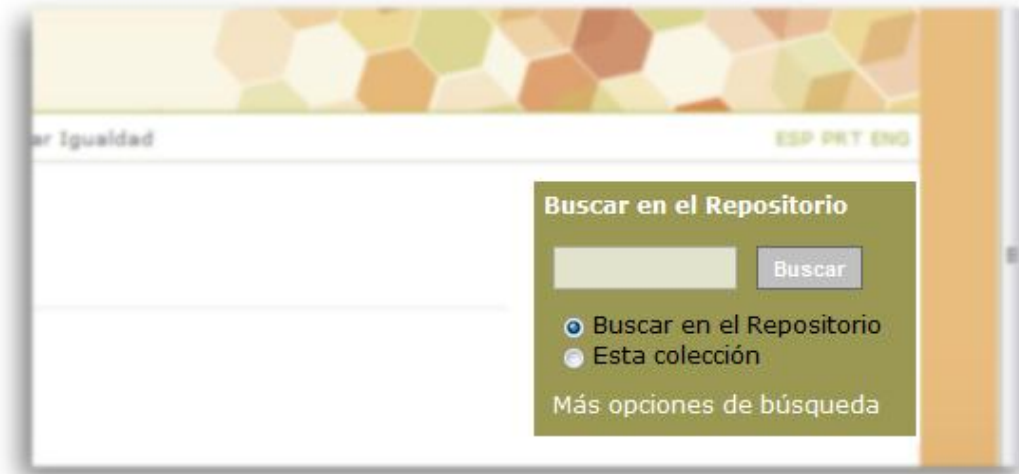 ar Igualdad
ESP PRT ENG
Buscar en el Repositorio
Buscar
Buscar en el Repositorio
Esta colección
Más opciones de búsqueda